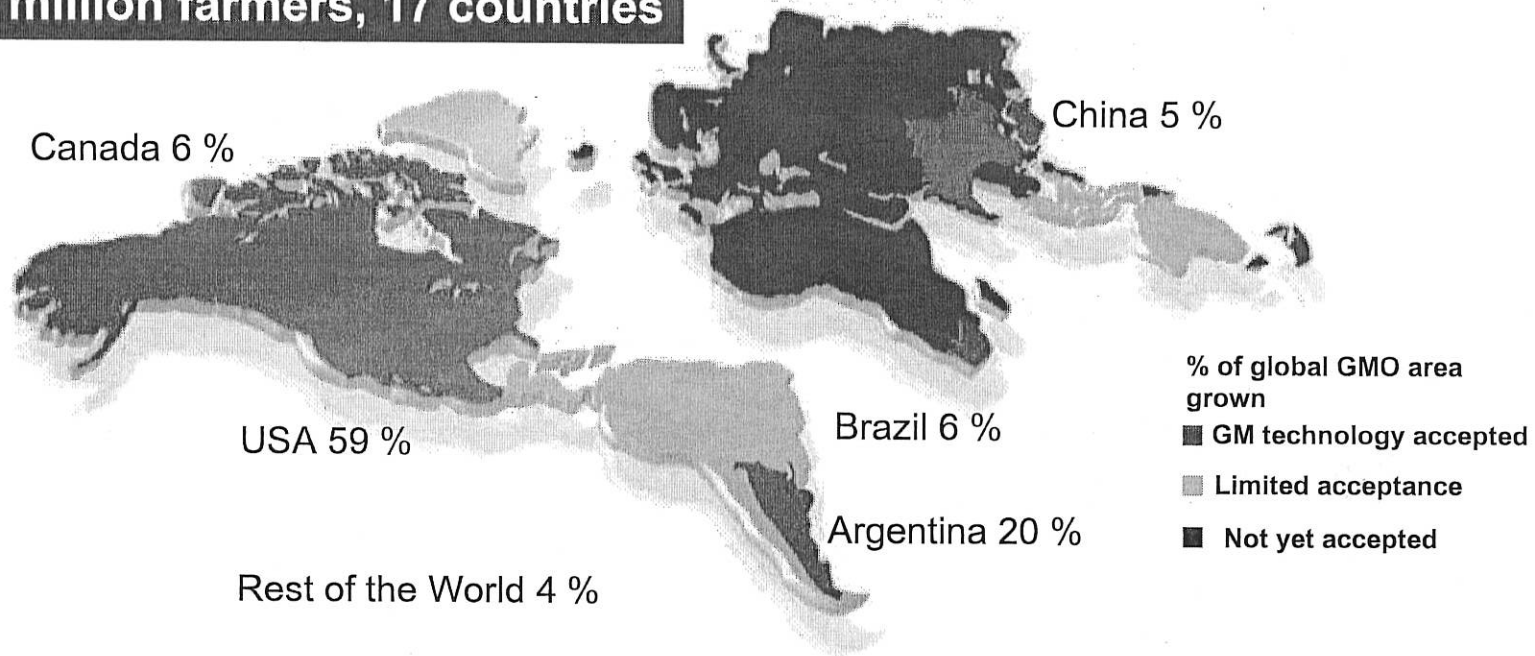 million farmers, 17 countries
Canada 6 %
China 5 %
USA 59 %
Brazil 6 %
Argentina 20 %
Rest of the World 4 %
% of global GMO area
grown
GM technology accepted
Limited acceptance
Not yet accepted